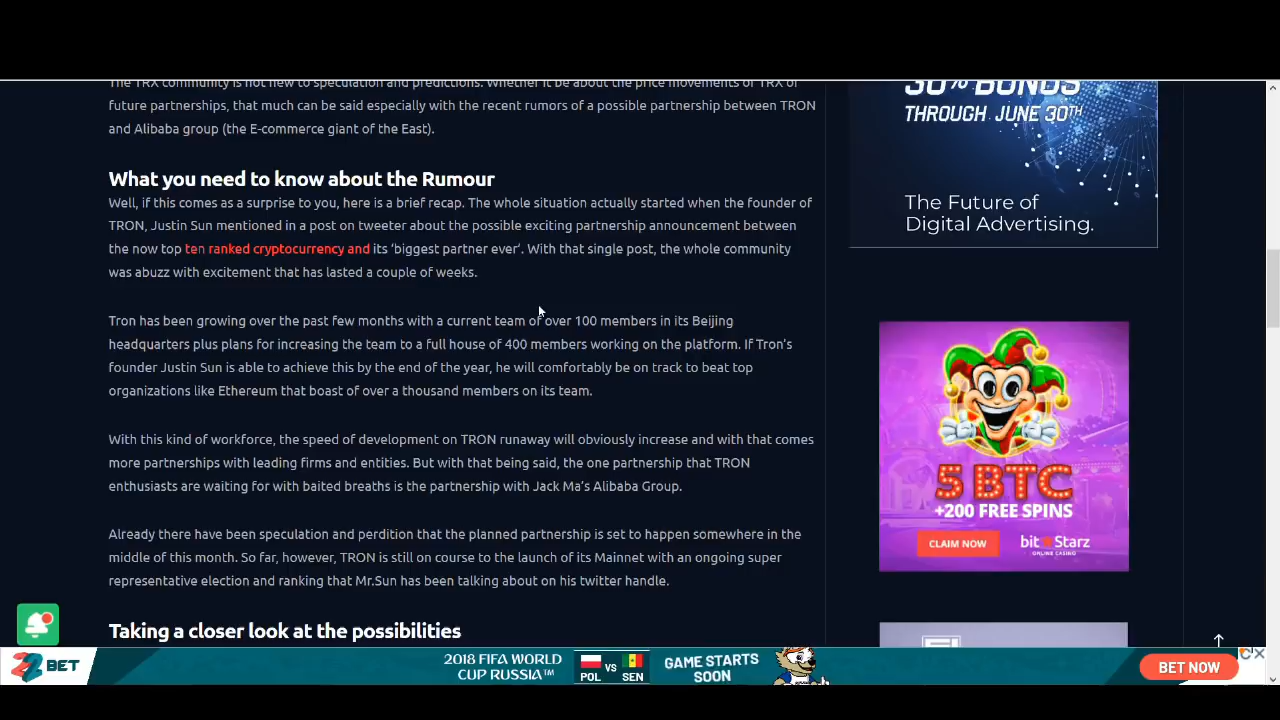 The TRX community is not new to speculation and predictions. Whether it be about the price movements of TRX or
future partnerships, that much can be said especially with the recent rumors of a possible partnership between TRON
and Alibaba group (the E-commerce giant of the East).
What you need to know about the Rumour
Well, if this comes as a surprise to you, here is a brief recap. The whole situation actually started when the founder of
TRON, Justin Sun mentioned in a post on tweeter about the possible exciting partnership announcement between
the now top ten ranked cryptocurrency and its ‘biggest partner ever’. With that single post, the whole community
was abuzz with excitement that has lasted a couple of weeks.
Tron has been growing over the past few months with a current team of over 100 members in its Beijing
headquarters plus plans for increasing the team to a full house of 400 members working on the platform. If Tron’s
founder Justin Sun is able to achieve this by the end of the year, he will comfortably be on track to beat top
organizations like Ethereum that boast of over a thousand members on its team.
With this kind of workforce, the speed of development on TRON runaway will obviously increase and with that comes
more partnerships with leading firms and entities. But with that being said, the one partnership that TRON
enthusiasts are waiting for with baited breaths is the partnership with Jack Ma’s Alibaba Group.
Already there have been speculation and perdition that the planned partnership is set to happen somewhere in the
middle of this month. So far, however, TRON is still on course to the launch of its Mainnet with an ongoing super
representative election and ranking that Mr.Sun has been talking about on his twitter handle.
Taking a closer look at the possibilities
30% BONUS
THROUGH JUNE 30TH
The Future of
Digital Advertising.
5 BTC
+200 FREE SPINS
CLAIM NOW
bitStarz
ONLINE CASINO
22BET
2018 FIFA WORLD
CUP RUSSIA™
POL VS SEN
GAME STARTS
SOON
BET NOW